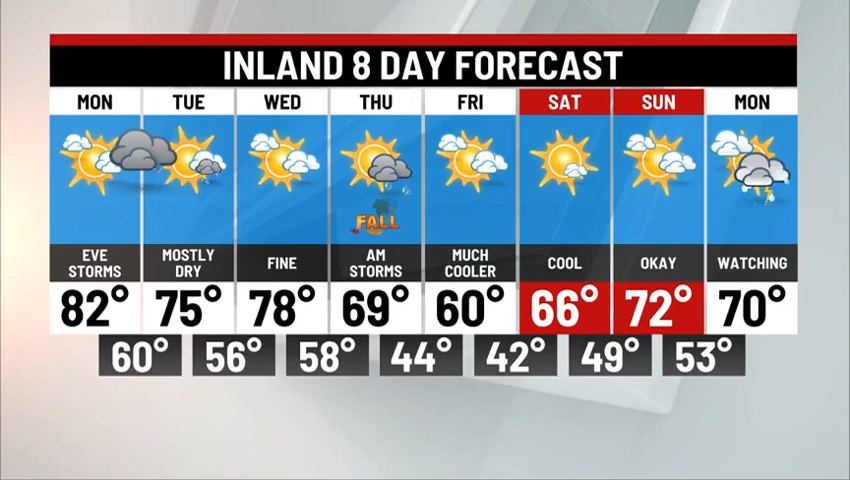 INLAND 8 DAY FORECAST
MON TUE WED THU FRI SAT SUN MON
FALL
EVE STORMS
MOSTLY DRY
FINE
AM STORMS
MUCH COOLER
COOL
OKAY
WATCHING
82° 75° 78° 69° 60° 66° 72° 70°
60° 56° 58° 44° 42° 49° 53°